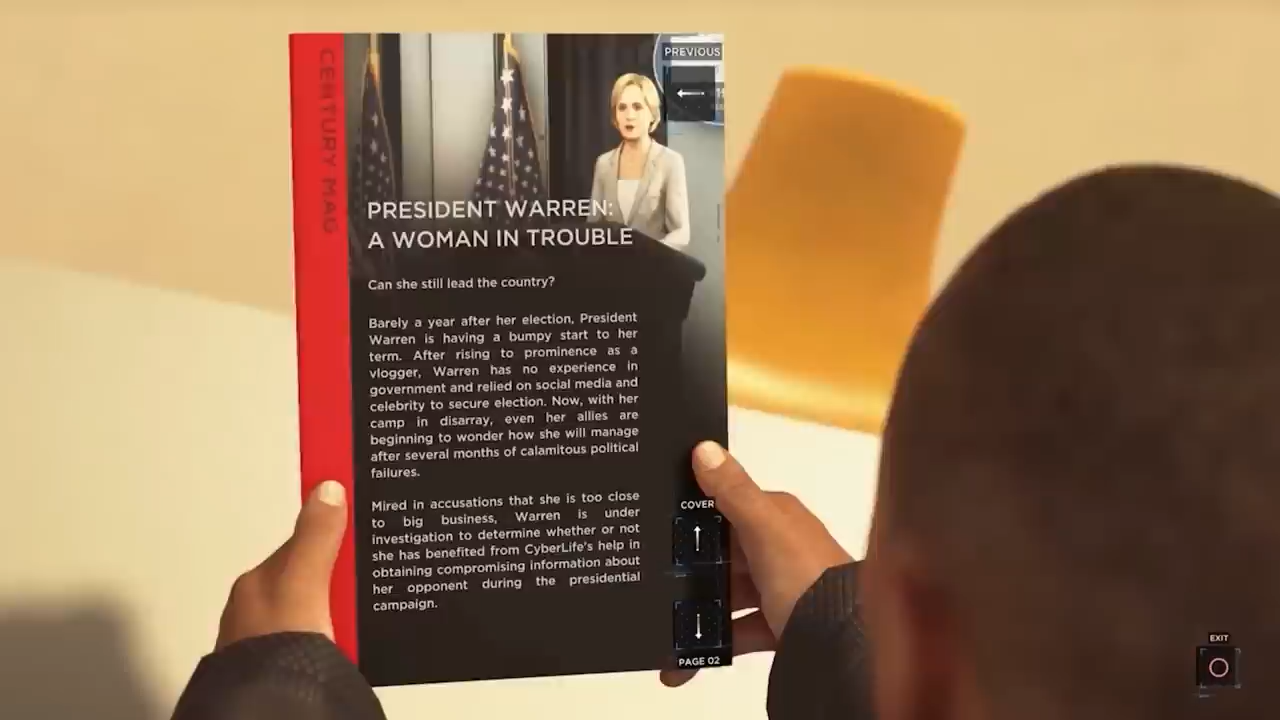 CENTURY MAG
PREVIOUS
PRESIDENT WARREN:
A WOMAN IN TROUBLE
Can she still lead the country?
Barely a year after her election, President
Warren is having a bumpy start to her
term. After rising to prominence as a
vlogger, Warren has no experience in
government and relied on social media and
celebrity to secure election. Now, with her
camp in disarray, even her allies are
beginning to wonder how she will manage
after several months of calamitous political
failures.
Mired in accusations that she is too close
to big business, Warren is under
investigation to determine whether or not
she has benefited from CyberLife's help in
obtaining compromising information about
her opponent during the presidential
campaign.
COVER
PAGE 02
EXIT